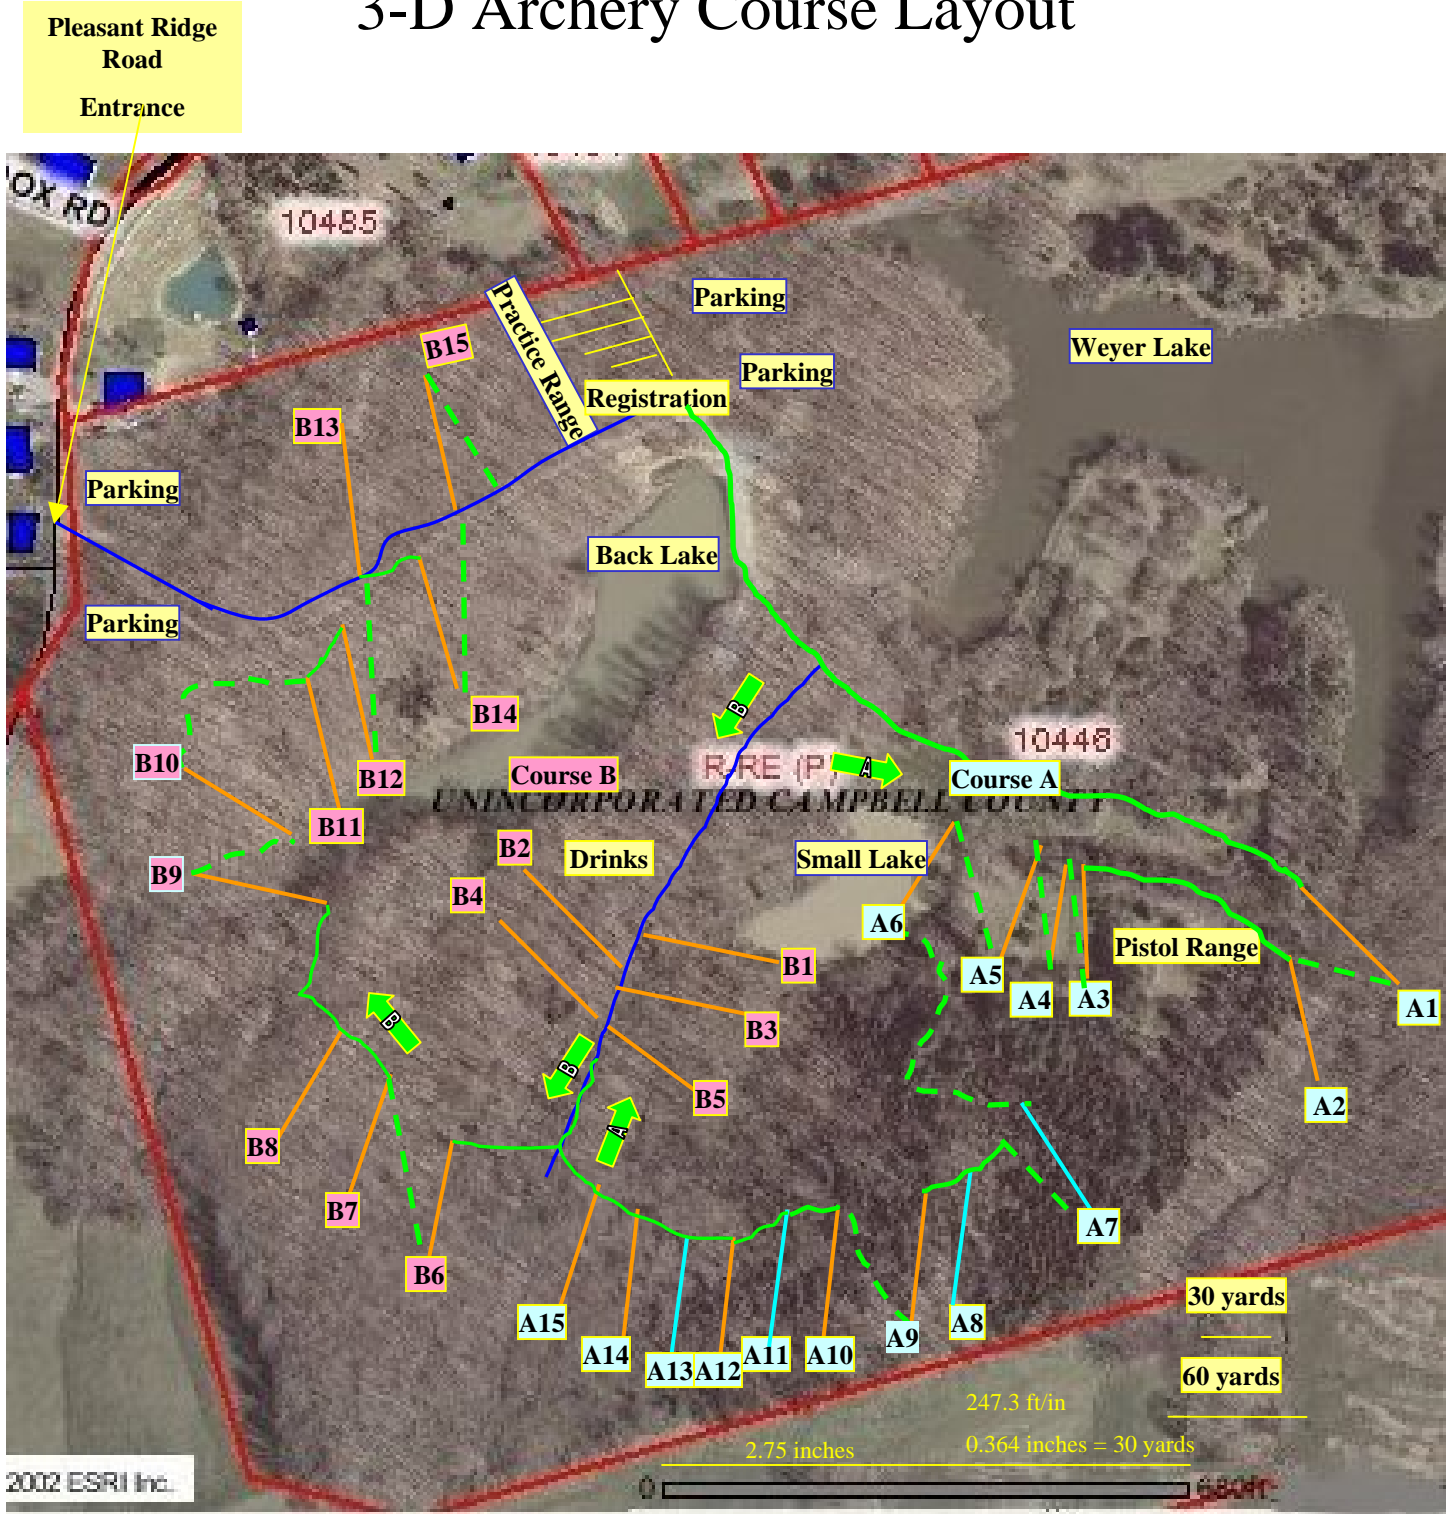 3-D Archery Course Layout
Pleasant Ridge
Road
Entrance
OX RD
10485
Practice Range
Parking
Parking
Weyer Lake
B15
Registration
B13
Parking
Back Lake
Parking
B14
B
10446
R-RE (P)
A
Course A
B10
B12
Course B
UNINCORPORATED CAMPBELL COUNTY
B11
B2
Drinks
Small Lake
B9
B4
A6
Pistol Range
B1
A5
A4
A3
A1
B
B3
B
B5
A2
A
B8
B7
A7
B6
30 yards
A15
A14
A13
A12
A11
A10
A9
A8
60 yards
247.3 ft/in
2.75 inches
0.364 inches = 30 yards
2002 ESRI Inc.
0